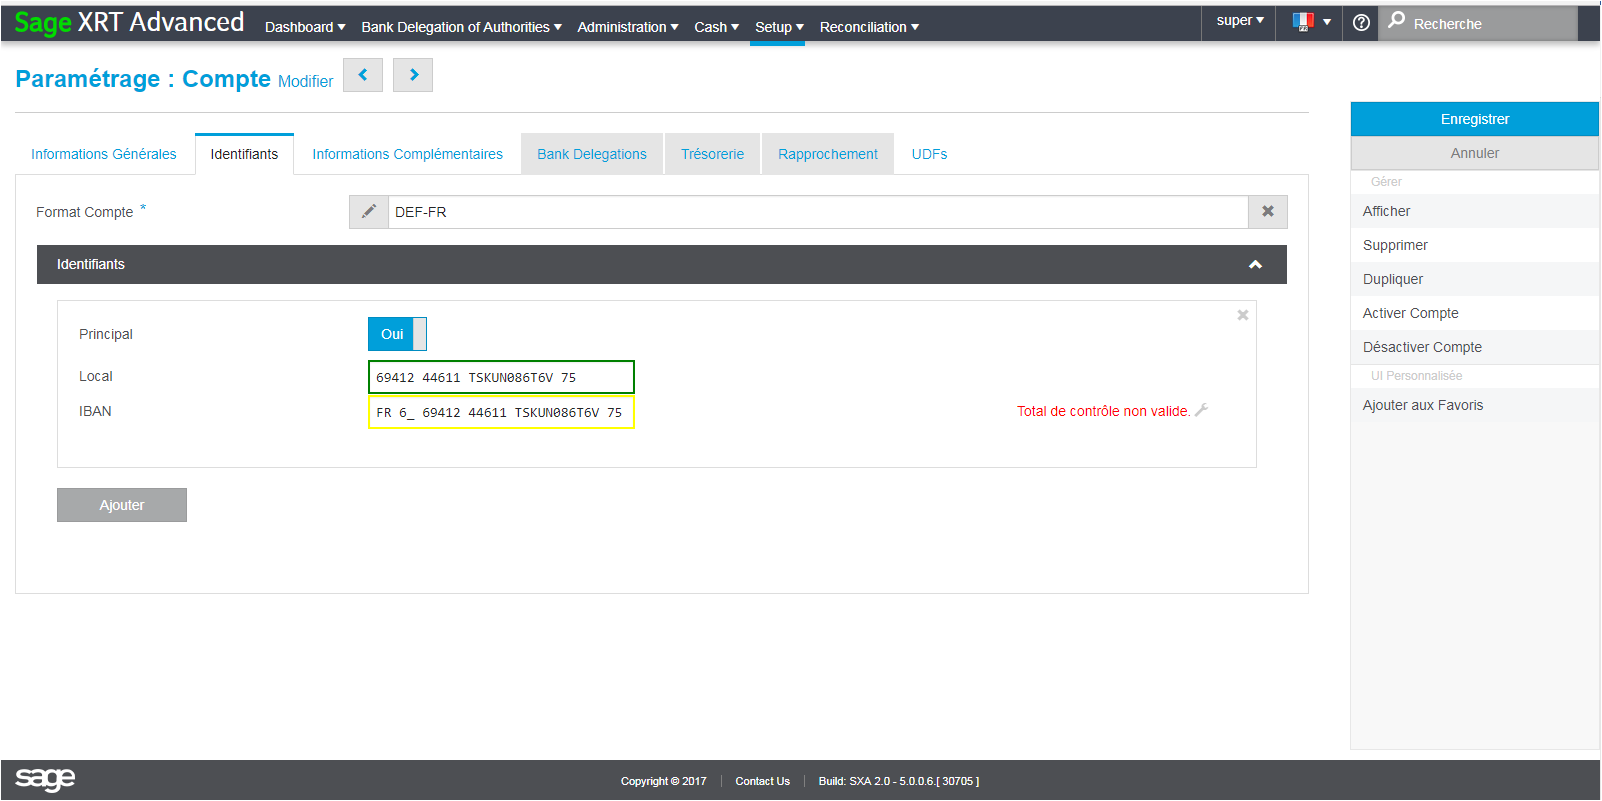 Sage XRT Advanced
Dashboard Bank Delegation of Authorities Administration Cash Setup Reconciliation super FR Recherche
Paramétrage : Compte Modifier
Informations Générales Identifiants Informations Complémentaires Bank Delegations Trésorerie Rapprochement UDFs
Format Compte * DEF-FR
Identifiants
Principal Oui
Local 69412 44611 TSKUN086T6V 75
IBAN FR 6_ 69412 44611 TSKUN086T6V 75 Total de contrôle non valide.
Ajouter
Enregistrer
Annuler
Gérer
Afficher
Supprimer
Dupliquer
Activer Compte
Désactiver Compte
UI Personnalisée
Ajouter aux Favoris
sage Copyright © 2017 Contact Us Build: SXA 2.0 - 5.0.0.6.[ 30705 ]